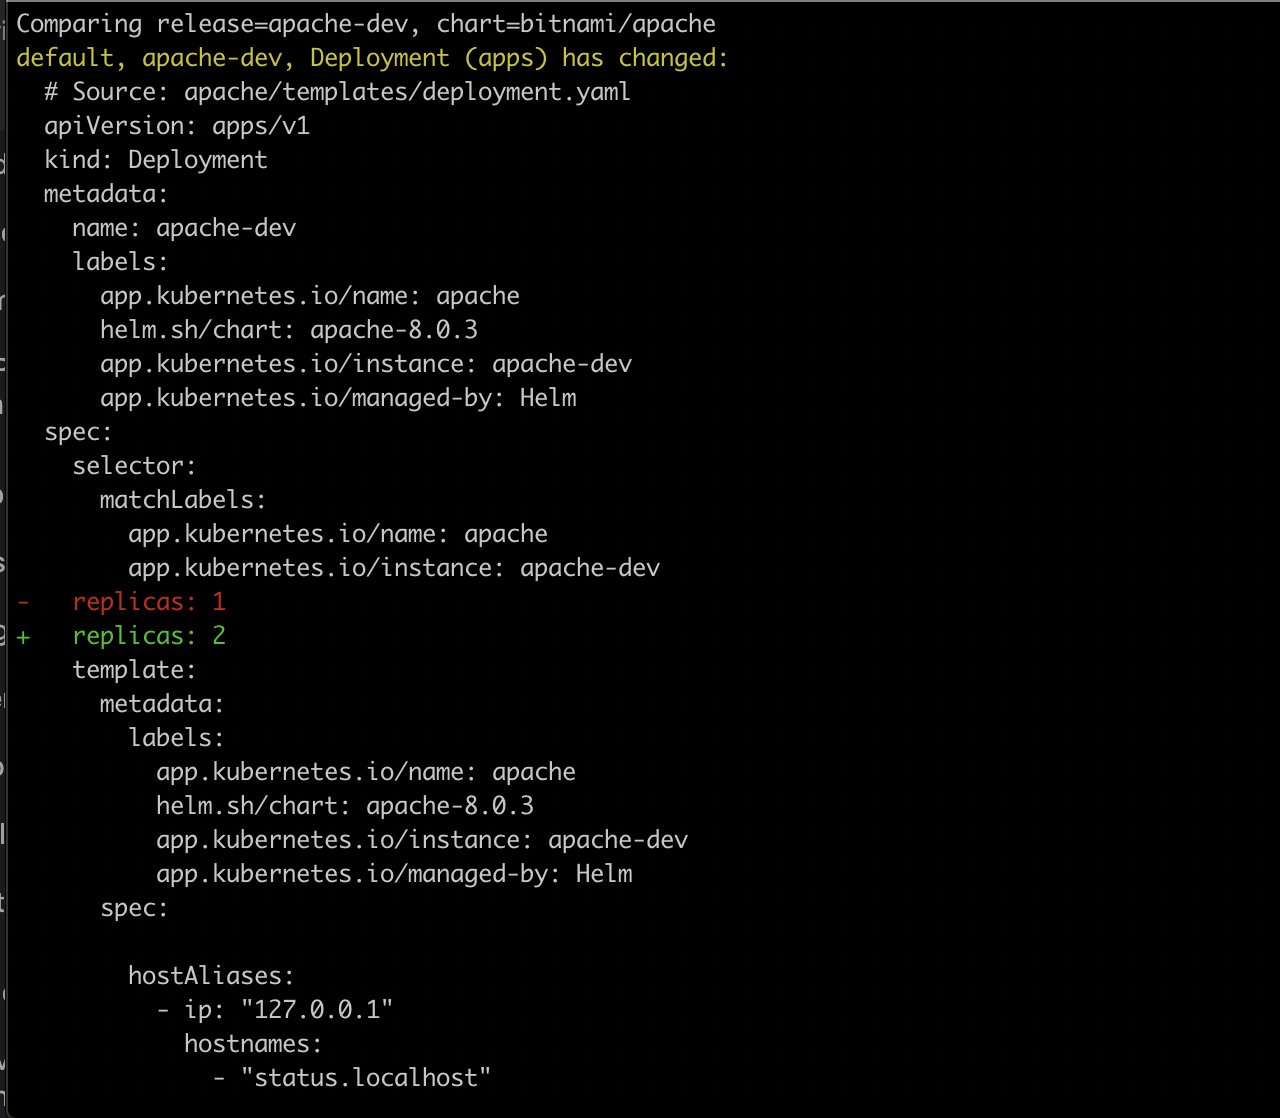 Comparing release=apache-dev, chart=bitnami/apache
default, apache-dev, Deployment (apps) has changed:
  # Source: apache/templates/deployment.yaml
  apiVersion: apps/v1
  kind: Deployment
  metadata:
    name: apache-dev
    labels:
      app.kubernetes.io/name: apache
      helm.sh/chart: apache-8.0.3
      app.kubernetes.io/instance: apache-dev
      app.kubernetes.io/managed-by: Helm
  spec:
    selector:
      matchLabels:
        app.kubernetes.io/name: apache
        app.kubernetes.io/instance: apache-dev
-   replicas: 1
+   replicas: 2
    template:
      metadata:
        labels:
          app.kubernetes.io/name: apache
          helm.sh/chart: apache-8.0.3
          app.kubernetes.io/instance: apache-dev
          app.kubernetes.io/managed-by: Helm
      spec:

        hostAliases:
          - ip: "127.0.0.1"
            hostnames:
              - "status.localhost"